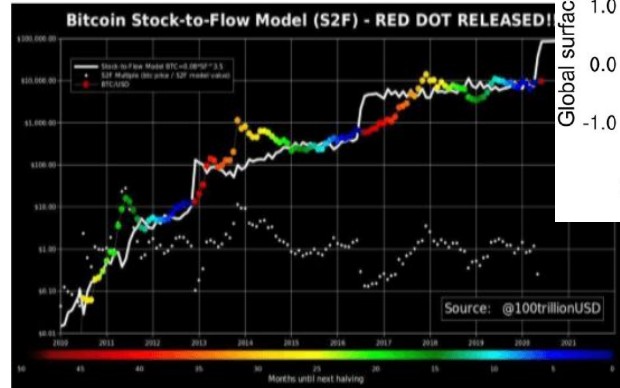 Bitcoin Stock-to-Flow Model (S2F) - RED DOT RELEASED!!
$100,000.00
$10,000.00
$1,000.00
$100.00
$10.00
$1.00
$0.10
$0.01
Stock-to-Flow Model BTC=0.08*SF^3.5
S2F Multiple (btc price / S2F model value)
BTC/USD
Source: @100trillionUSD
2010 2011 2012 2013 2014 2015 2016 2017 2018 2019 2020 2021
50 45 40 35 30 25 20 15 10 5 0
Months until next halving
Global surfac
1.0
0.0
-1.0